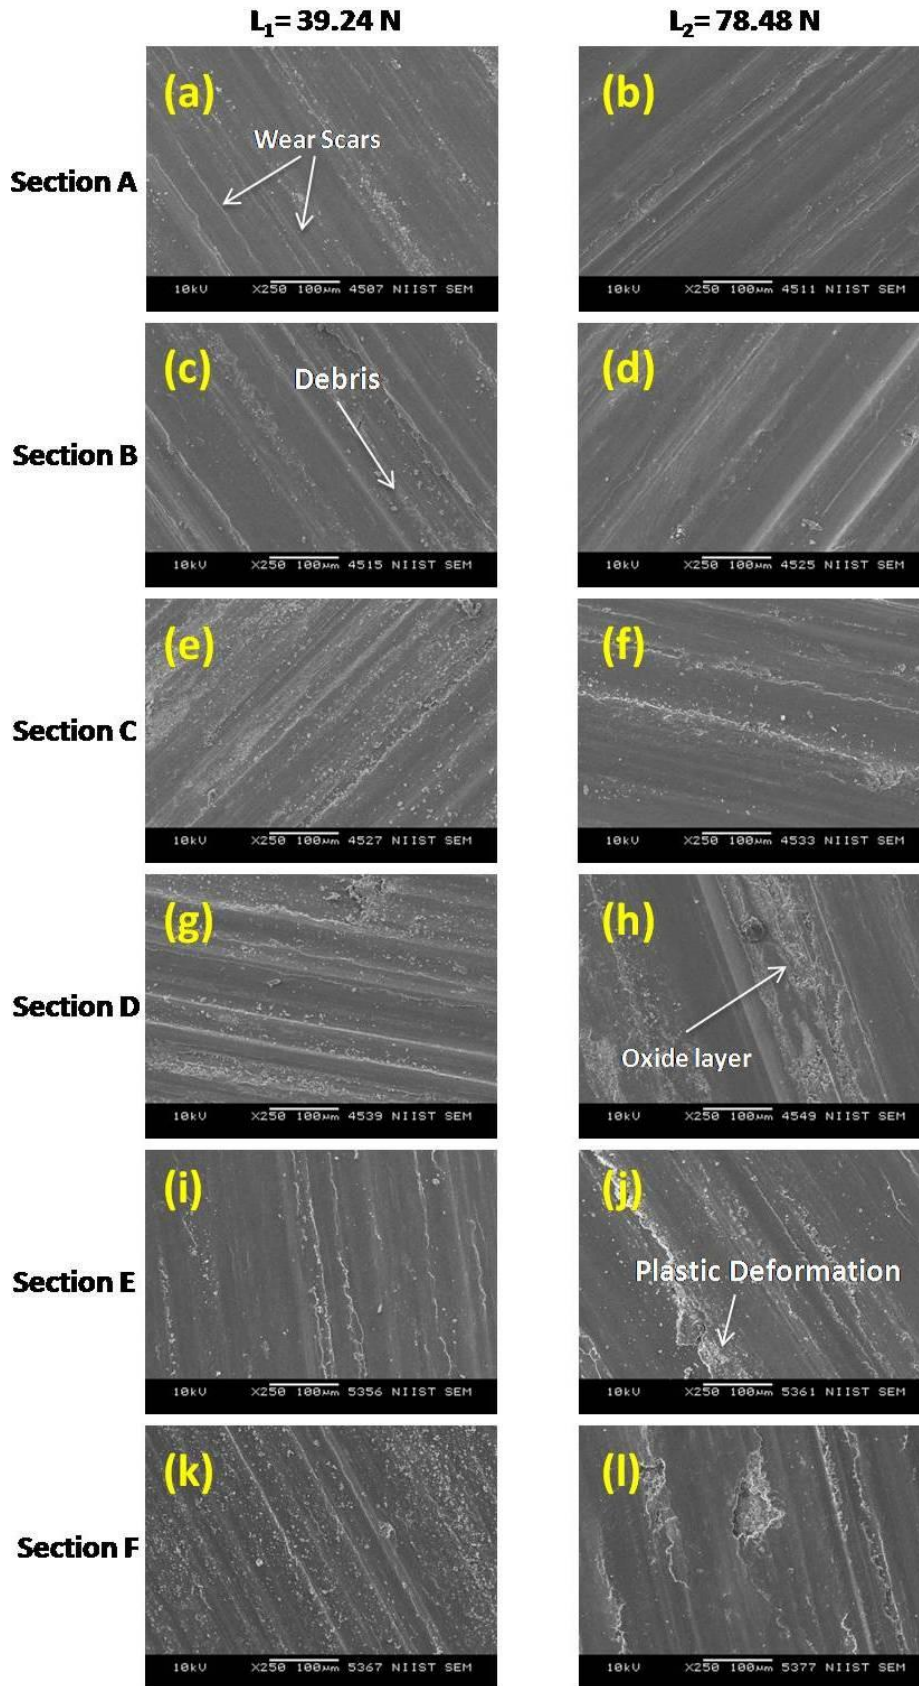 L₁= 39.24 N L₂= 78.48 N
Section A
(a) (b)
Wear Scars
10kV X250 100µm 4507 NIIST SEM
10kV X250 100µm 4511 NIIST SEM
Section B
(c) (d)
Debris
10kV X250 100µm 4515 NIIST SEM
10kV X250 100µm 4525 NIIST SEM
Section C
(e) (f)
10kV X250 100µm 4527 NIIST SEM
10kV X250 100µm 4533 NIIST SEM
Section D
(g) (h)
Oxide layer
10kV X250 100µm 4539 NIIST SEM
10kV X250 100µm 4549 NIIST SEM
Section E
(i) (j)
Plastic Deformation
10kV X250 100µm 5356 NIIST SEM
10kV X250 100µm 5361 NIIST SEM
Section F
(k) (l)
10kV X250 100µm 5367 NIIST SEM
10kV X250 100µm 5377 NIIST SEM